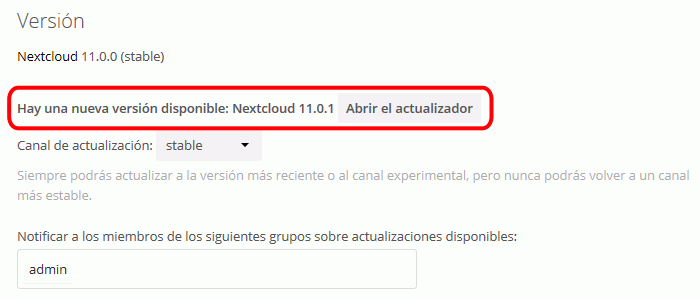 Versión
Nextcloud 11.0.0 (stable)
Hay una nueva versión disponible: Nextcloud 11.0.1 Abrir el actualizador
Canal de actualización: stable
Siempre podrás actualizar a la versión más reciente o al canal experimental, pero nunca podrás volver a un canal
más estable.
Notificar a los miembros de los siguientes grupos sobre actualizaciones disponibles:
admin